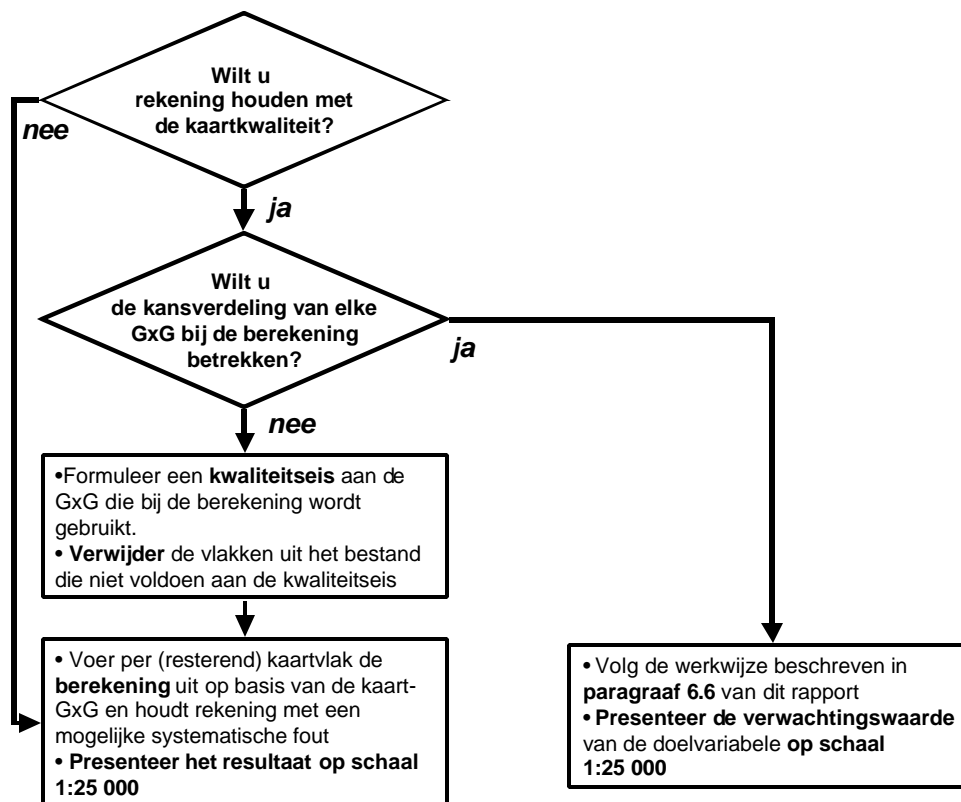 Wilt u
rekening houden met
de kaartkwaliteit?
nee
ja
Wilt u
de kansverdeling van elke
GxG bij de berekening
betrekken?
ja
nee
•Formuleer een kwaliteitseis aan de
GxG die bij de berekening wordt
gebruikt.
• Verwijder de vlakken uit het bestand
die niet voldoen aan de kwaliteitseis
• Voer per (resterend) kaartvlak de
berekening uit op basis van de kaart-
GxG en houdt rekening met een
mogelijke systematische fout
• Presenteer het resultaat op schaal
1:25 000
• Volg de werkwijze beschreven in
paragraaf 6.6 van dit rapport
• Presenteer de verwachtingswaarde
van de doelvariabele op schaal
1:25 000